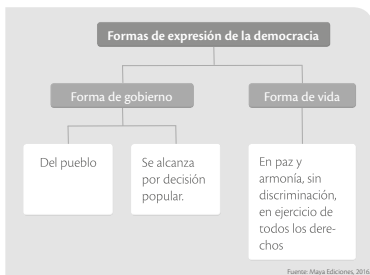 Formas de expresión de la democracia
Forma de gobierno
Forma de vida
Del pueblo
Se alcanza
por decisión
popular.
En paz y
armonía, sin
discriminación,
en ejercicio de
todos los dere-
chos
Fuente: Maya Ediciones, 2016